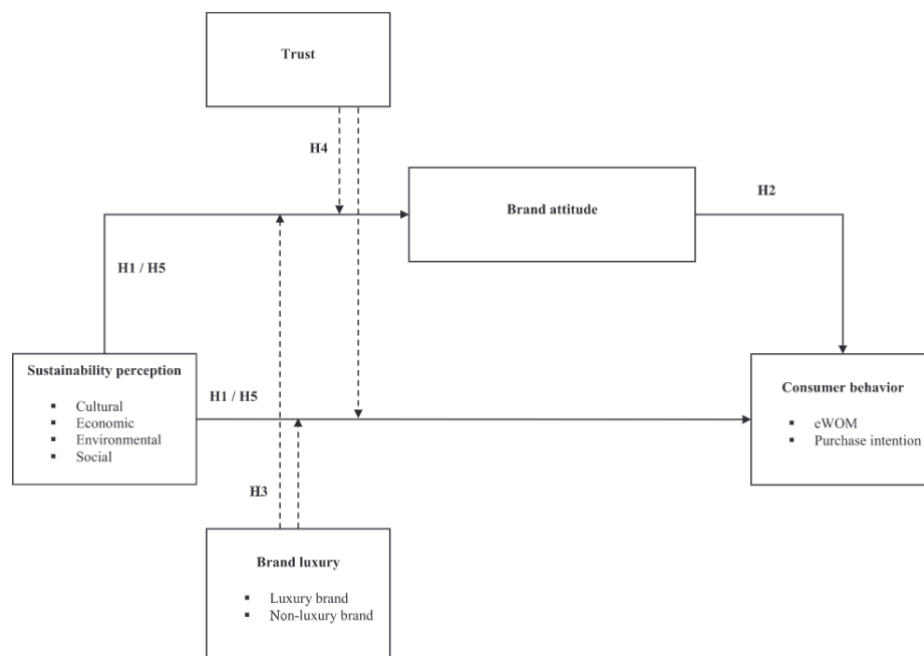 Trust
H4
Brand attitude
H2
H1 / H5
Sustainability perception
▪ Cultural
▪ Economic
▪ Environmental
▪ Social
H1 / H5
Consumer behavior
▪ eWOM
▪ Purchase intention
H3
Brand luxury
▪ Luxury brand
▪ Non-luxury brand